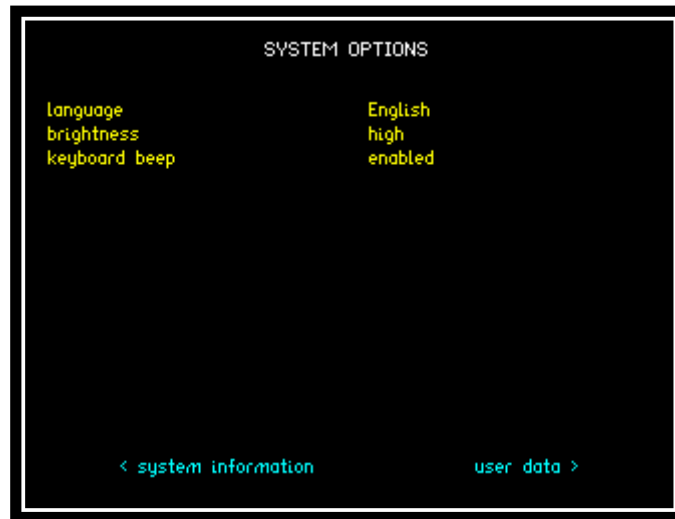 SYSTEM OPTIONS
language English
brightness high
keyboard beep enabled
< system information user data >